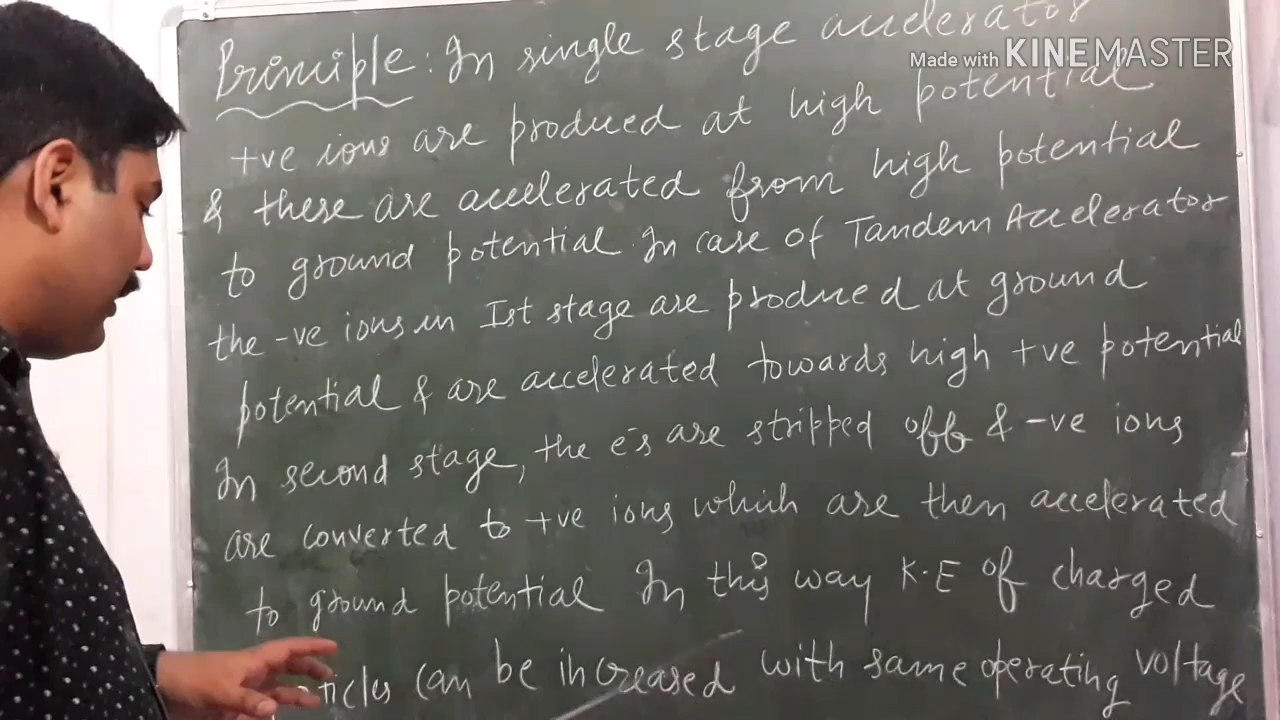 Principle: In single stage accelerator
Made with KINEMASTER
+ve ions are produced at high potential
& these are accelerated from high potential
to ground potential. In case of Tandem Accelerator
the -ve ions in Ist stage are produced at ground
potential & are accelerated towards high +ve potential
In second stage, the e⁻s are stripped off & -ve ions
are converted to +ve ions which are then accelerated
to ground potential In this way K.E of charged
ticles can be increased with same operating voltage